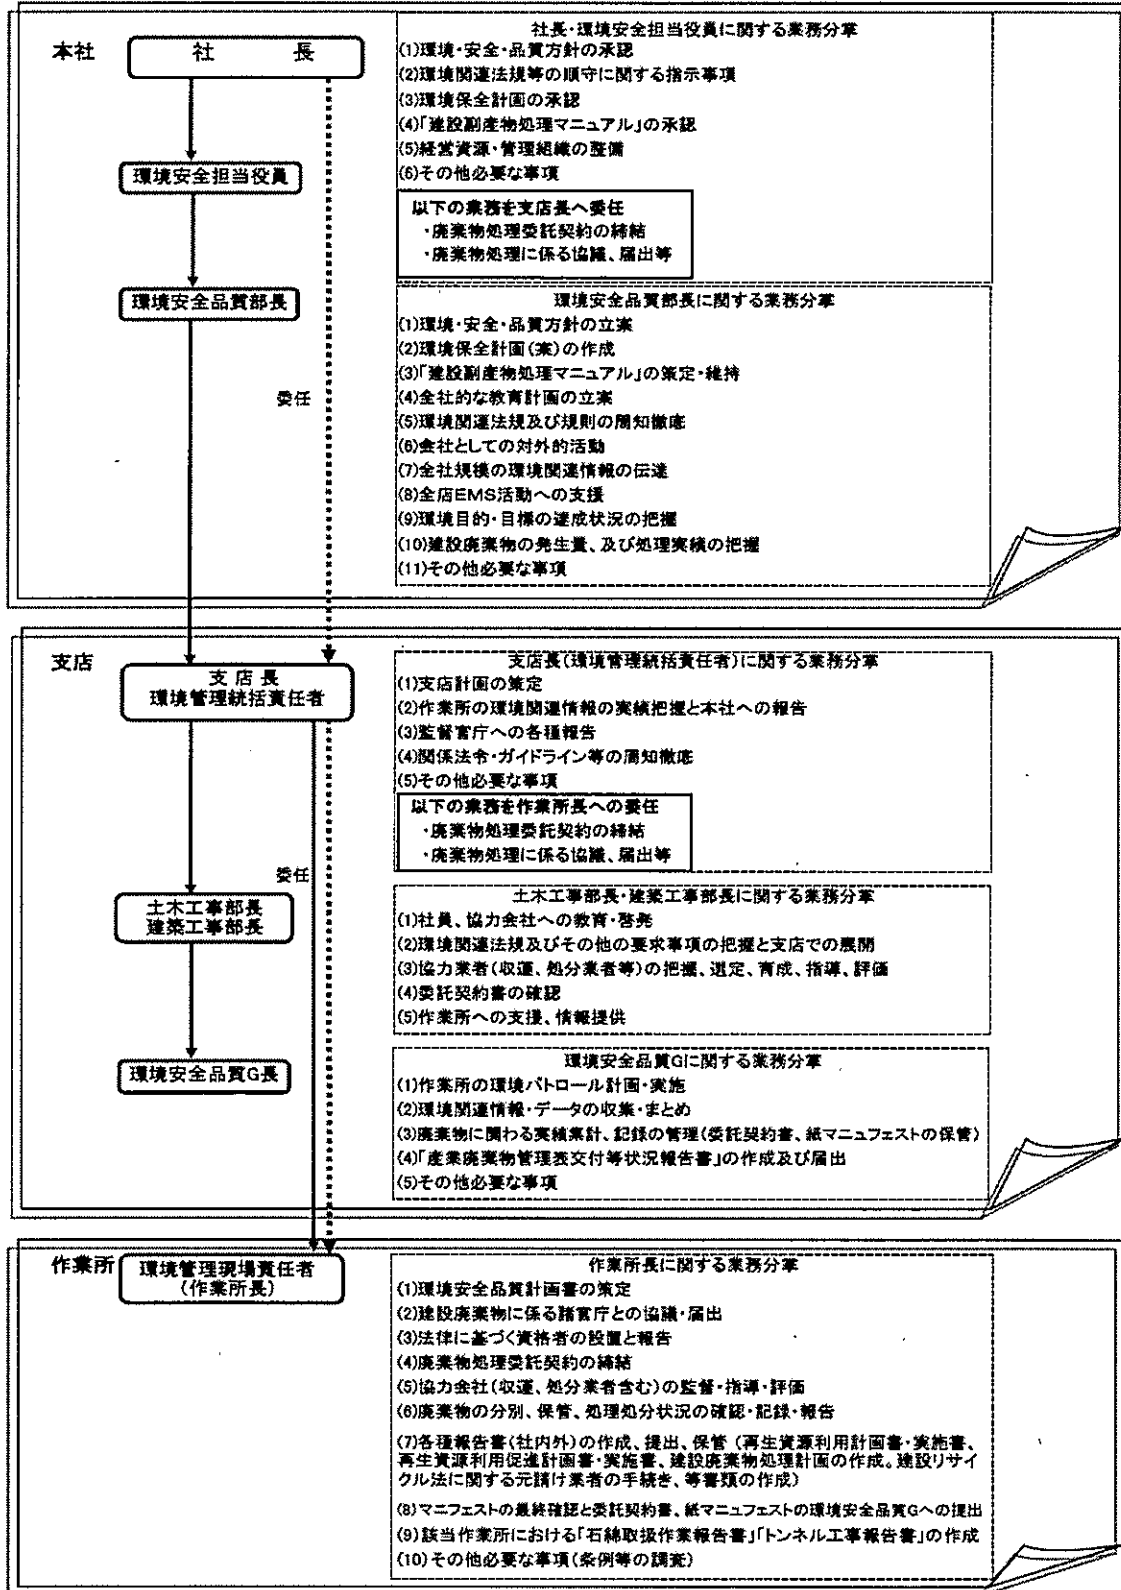 本社
社長
環境安全担当役員
環境安全品質部長
委任
社長・環境安全担当役員に関する業務分掌
(1)環境・安全・品質方針の承認
(2)環境関連法規等の順守に関する指示事項
(3)環境保全計画の承認
(4)「建設副産物処理マニュアル」の承認
(5)経営資源・管理組織の整備
(6)その他必要な事項
以下の業務を支店長へ委任
・廃棄物処理委託契約の締結
・廃棄物処理に係る協議、届出等
環境安全品質部長に関する業務分掌
(1)環境・安全・品質方針の立案
(2)環境保全計画(案)の作成
(3)「建設副産物処理マニュアル」の策定・維持
(4)全社的な教育計画の立案
(5)環境関連法規及び規則の周知徹底
(6)会社としての対外的活動
(7)全社規模の環境関連情報の伝達
(8)全店EMS活動への支援
(9)環境目的・目標の達成状況の把握
(10)建設廃棄物の発生量、及び処理実績の把握
(11)その他必要な事項
支店
支店長
環境管理統括責任者
委任
土木工事部長
建築工事部長
環境安全品質G長
支店長(環境管理統括責任者)に関する業務分掌
(1)支店計画の策定
(2)作業所の環境関連情報の実績把握と本社への報告
(3)監督官庁への各種報告
(4)関係法令・ガイドライン等の周知徹底
(5)その他必要な事項
以下の業務を作業所長への委任
・廃棄物処理委託契約の締結
・廃棄物処理に係る協議、届出等
土木工事部長・建築工事部長に関する業務分掌
(1)社員、協力会社への教育・啓発
(2)環境関連法規及びその他の要求事項の把握と支店での展開
(3)協力業者(収運、処分業者等)の把握、選定、育成、指導、評価
(4)委託契約書の確認
(5)作業所への支援、情報提供
環境安全品質Gに関する業務分掌
(1)作業所の環境パトロール計画・実施
(2)環境関連情報・データの収集・まとめ
(3)廃棄物に関わる実績集計、記録の管理(委託契約書、紙マニュフェストの保管)
(4)「産業廃棄物管理表交付等状況報告書」の作成及び届出
(5)その他必要な事項
作業所
環境管理現場責任者
(作業所長)
作業所長に関する業務分掌
(1)環境安全品質計画書の策定
(2)建設廃棄物に係る諸官庁との協議・届出
(3)法律に基づく資格者の設置と報告
(4)廃棄物処理委託契約の締結
(5)協力会社(収運、処分業者含む)の監督・指導・評価
(6)廃棄物の分別、保管、処理処分状況の確認・記録・報告
(7)各種報告書(社内外)の作成、提出、保管 (再生資源利用計画書・実施書、
再生資源利用促進計画書・実施書、建設廃棄物処理計画の作成。建設リサイ
クル法に関する元請け業者の手続き、等書類の作成)
(8)マニフェストの最終確認と委託契約書、紙マニュフェストの環境安全品質Gへの提出
(9)該当作業所における「石綿取扱作業報告書」「トンネル工事報告書」の作成
(10)その他必要な事項(条例等の調査)